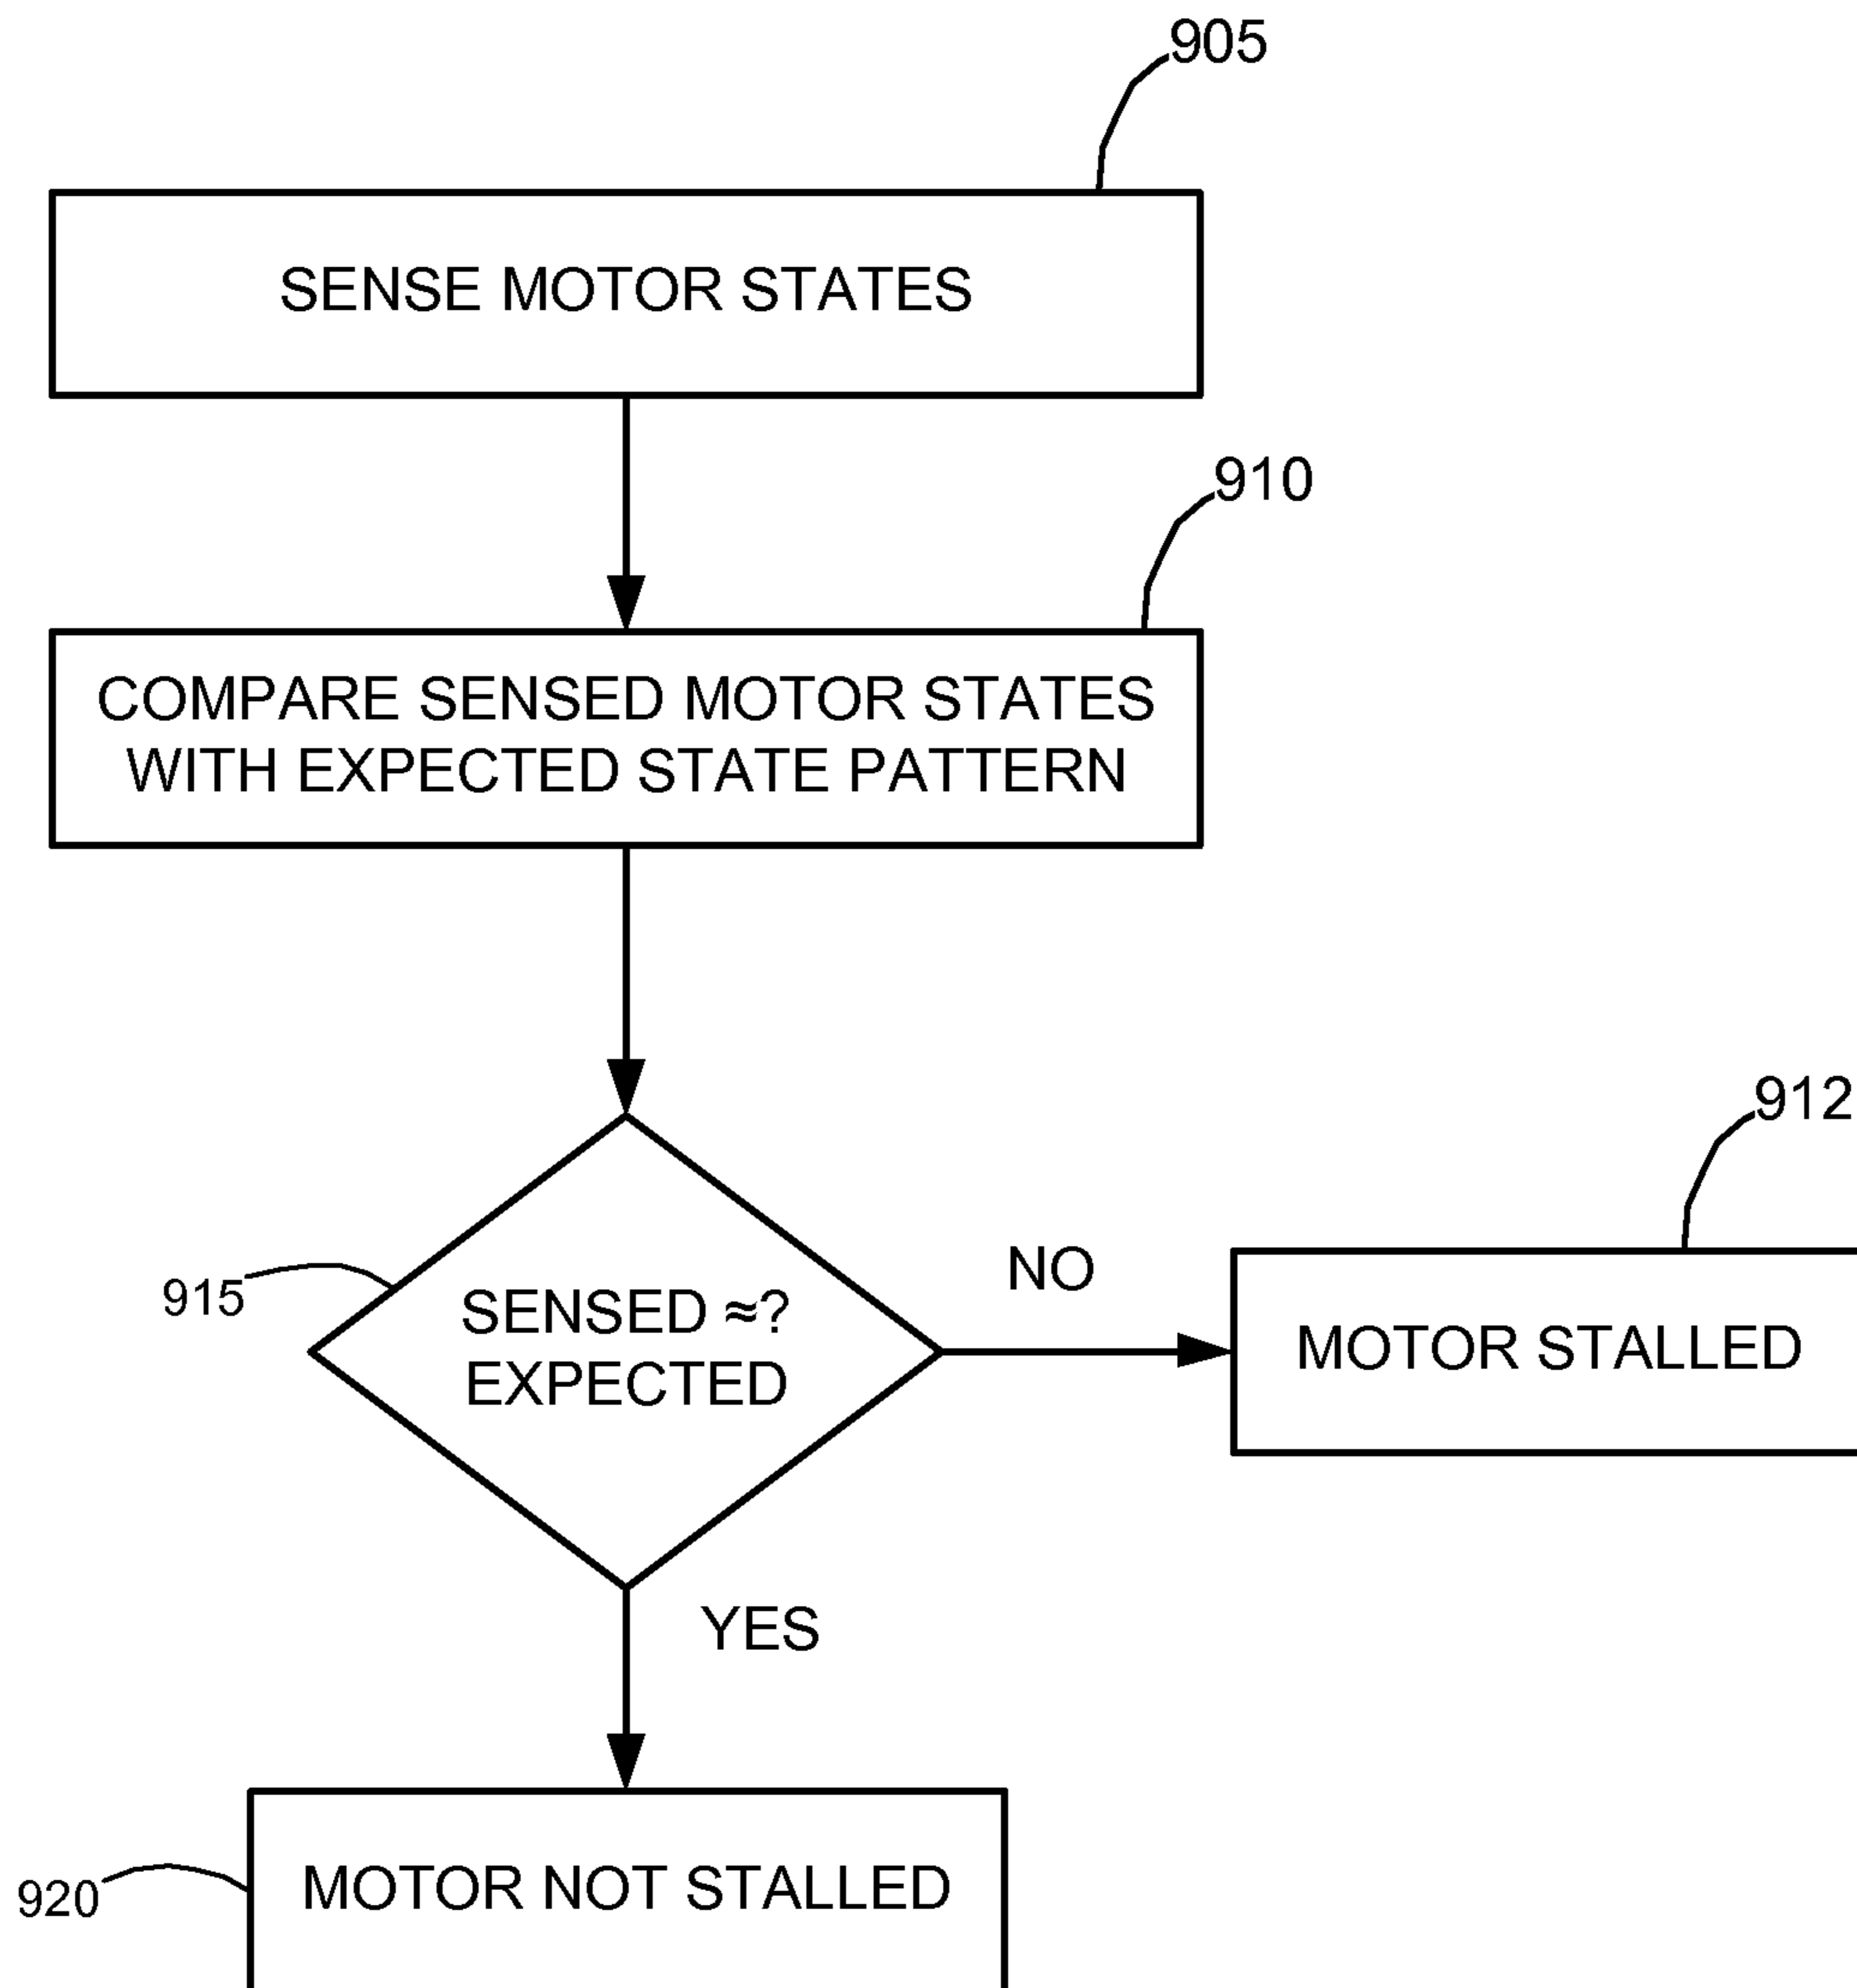 905
SENSE MOTOR STATES
910
COMPARE SENSED MOTOR STATES
WITH EXPECTED STATE PATTERN
912
915
SENSED ≈?
EXPECTED
NO
MOTOR STALLED
YES
920
MOTOR NOT STALLED